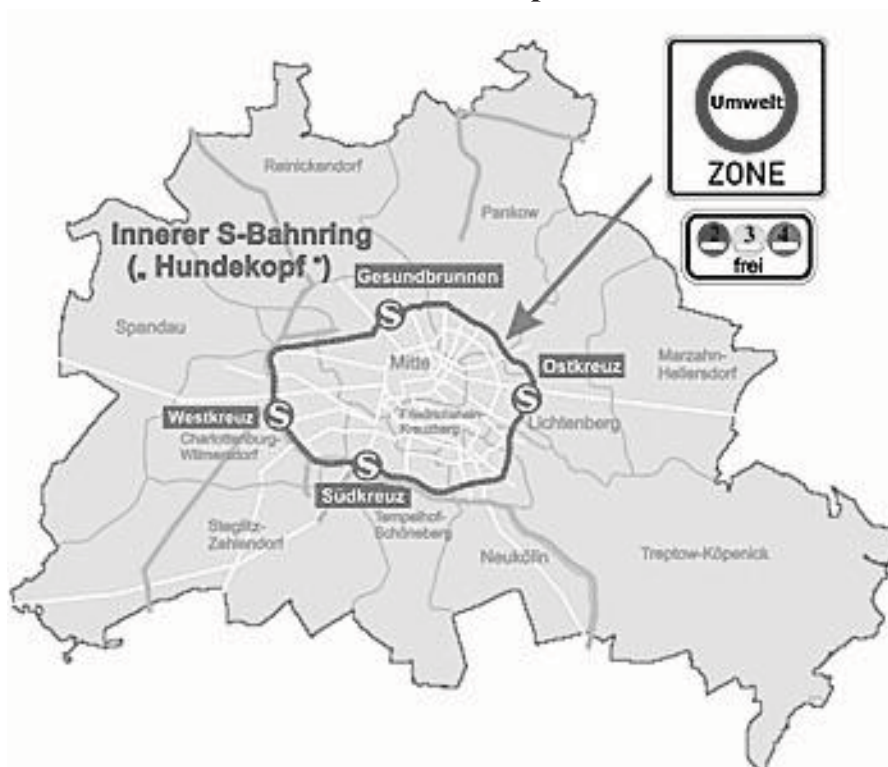 Umwelt
ZONE
2 3 4
frei
Reinickendorf
Pankow
Innerer S-Bahnring
(„ Hundekopf “)
Gesundbrunnen
S
Spandau
Mitte
Ostkreuz
Marzahn-
Hellersdorf
Westkreuz
S
S
Friedrichshain-
Kreuzberg
Lichtenberg
Charlottenburg-
Wilmersdorf
S
Südkreuz
Steglitz-
Zehlendorf
Tempelhof-
Schöneberg
Neukölln
Treptow-Köpenick